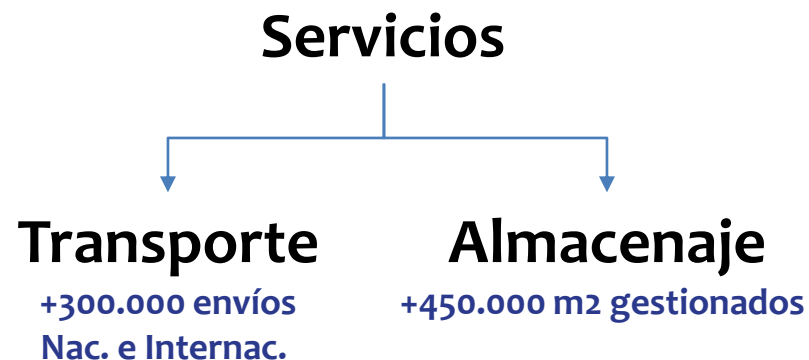 Servicios
Transporte
Almacenaje
+300.000 envíos
+450.000 m2 gestionados
Nac. e Internac.